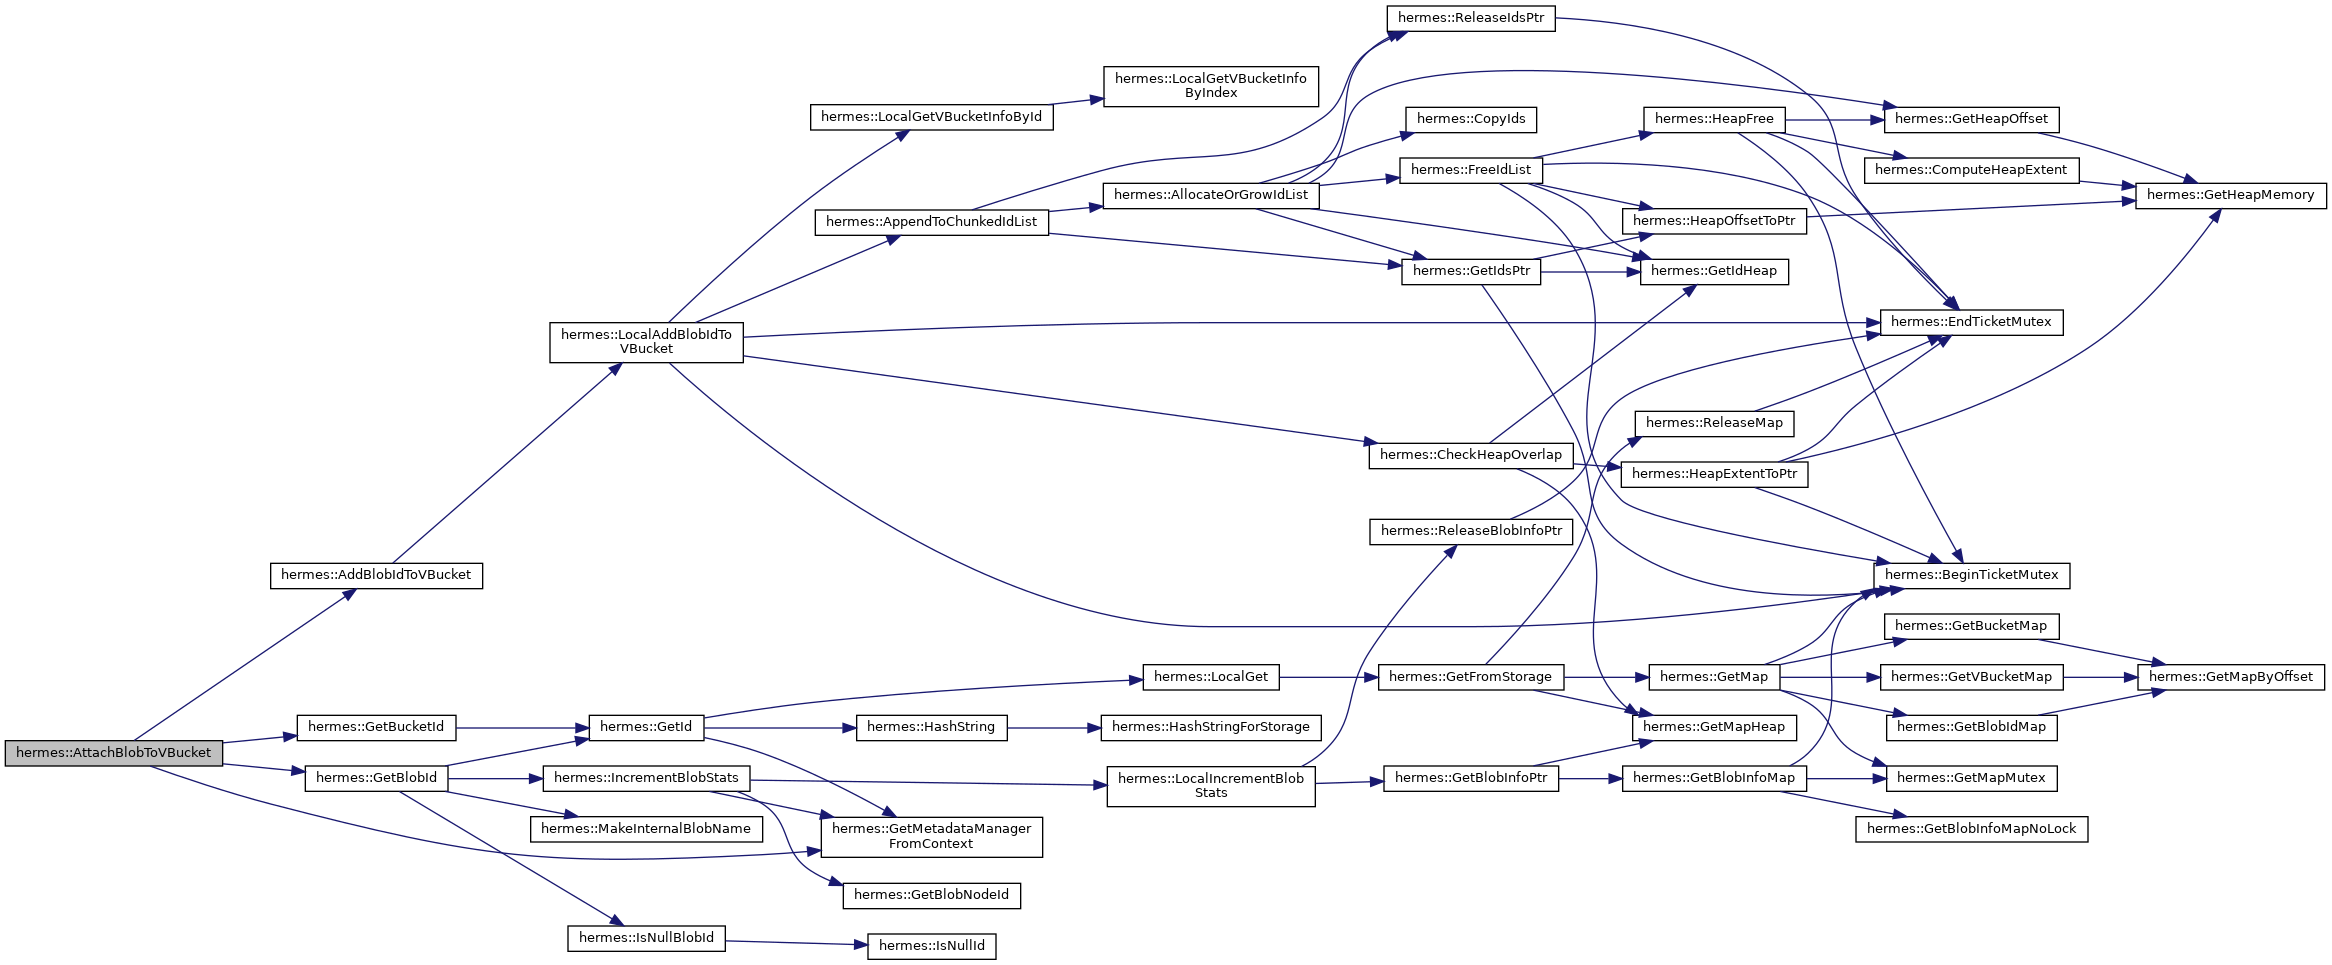 hermes::ReleaseIdsPtr
hermes::LocalGetVBucketInfo
ByIndex
hermes::LocalGetVBucketInfoById
hermes::CopyIds
hermes::HeapFree
hermes::GetHeapOffset
hermes::FreeIdList
hermes::ComputeHeapExtent
hermes::AllocateOrGrowIdList
hermes::GetHeapMemory
hermes::AppendToChunkedIdList
hermes::HeapOffsetToPtr
hermes::GetIdsPtr
hermes::GetIdHeap
hermes::LocalAddBlobIdTo
VBucket
hermes::EndTicketMutex
hermes::ReleaseMap
hermes::CheckHeapOverlap
hermes::HeapExtentToPtr
hermes::ReleaseBlobInfoPtr
hermes::AddBlobIdToVBucket
hermes::BeginTicketMutex
hermes::GetBucketMap
hermes::LocalGet
hermes::GetFromStorage
hermes::GetMap
hermes::GetVBucketMap
hermes::GetMapByOffset
hermes::GetBucketId
hermes::GetId
hermes::HashString
hermes::HashStringForStorage
hermes::GetMapHeap
hermes::GetBlobIdMap
hermes::AttachBlobToVBucket
hermes::GetBlobId
hermes::IncrementBlobStats
hermes::LocalIncrementBlob
Stats
hermes::GetBlobInfoPtr
hermes::GetBlobInfoMap
hermes::GetMapMutex
hermes::MakeInternalBlobName
hermes::GetMetadataManager
FromContext
hermes::GetBlobInfoMapNoLock
hermes::GetBlobNodeId
hermes::IsNullBlobId
hermes::IsNullId